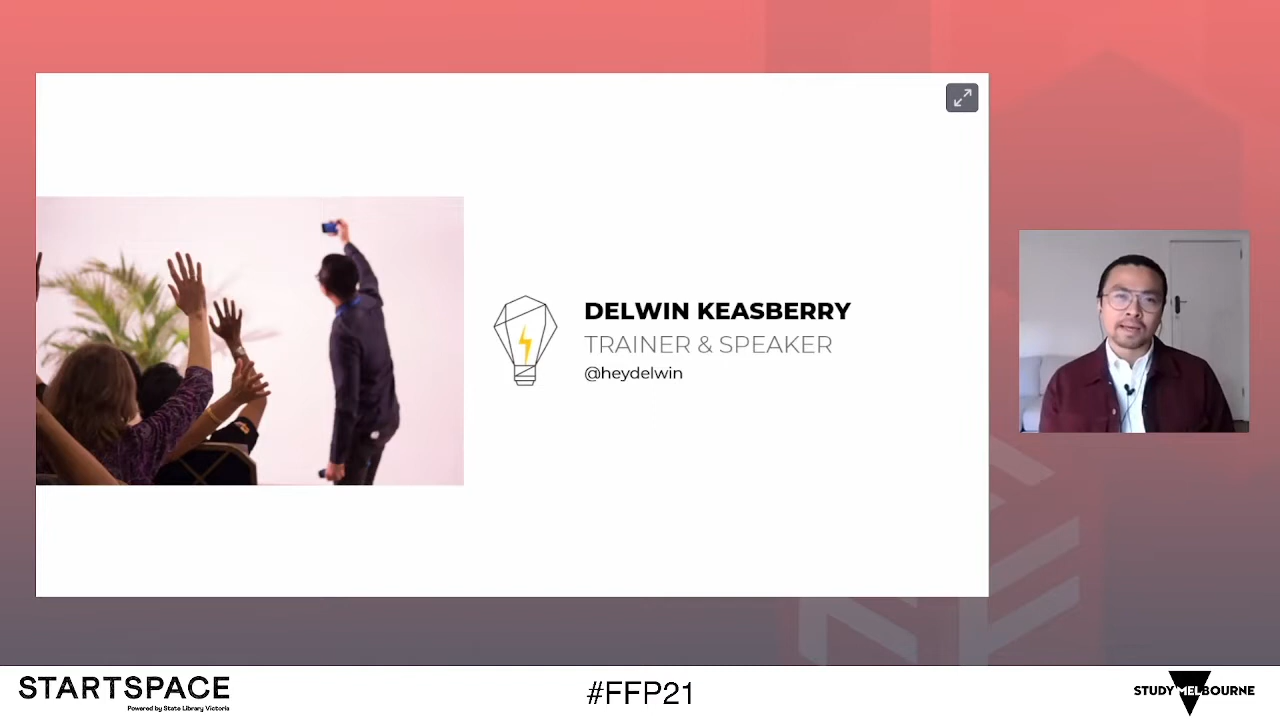 DELWIN KEASBERRY
TRAINER & SPEAKER
@heydelwin
STARTSPACE
Powered by State Library Victoria
#FFP21
STUDY MELBOURNE